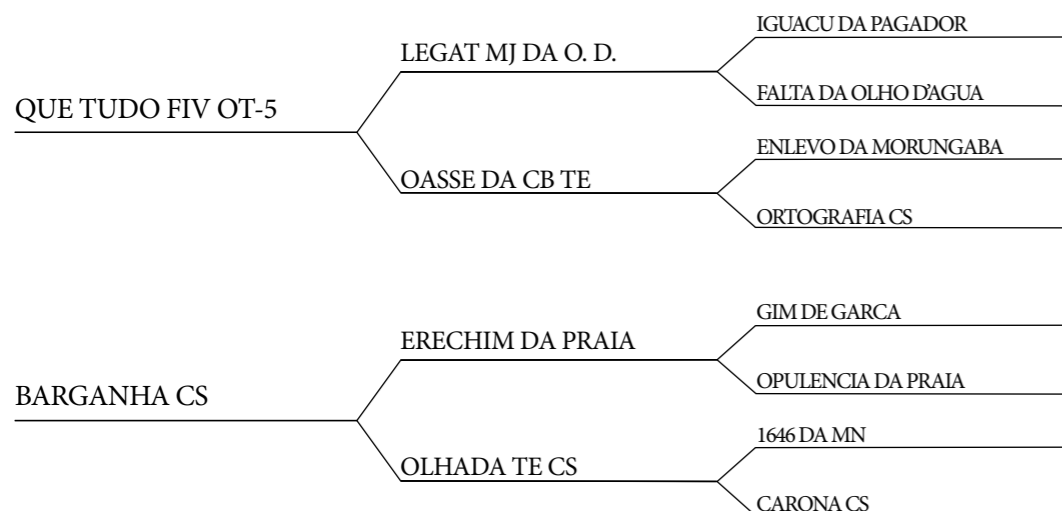 IGUACU DA PAGADOR
LEGAT MJ DA O. D.
FALTA DA OLHO D'AGUA
QUE TUDO FIV OT-5
ENLEVO DA MORUNGABA
OASSE DA CB TE
ORTOGRAFIA CS
GIM DE GARCA
ERECHIM DA PRAIA
OPULENCIA DA PRAIA
BARGANHA CS
1646 DA MN
OLHADA TE CS
CARONA CS